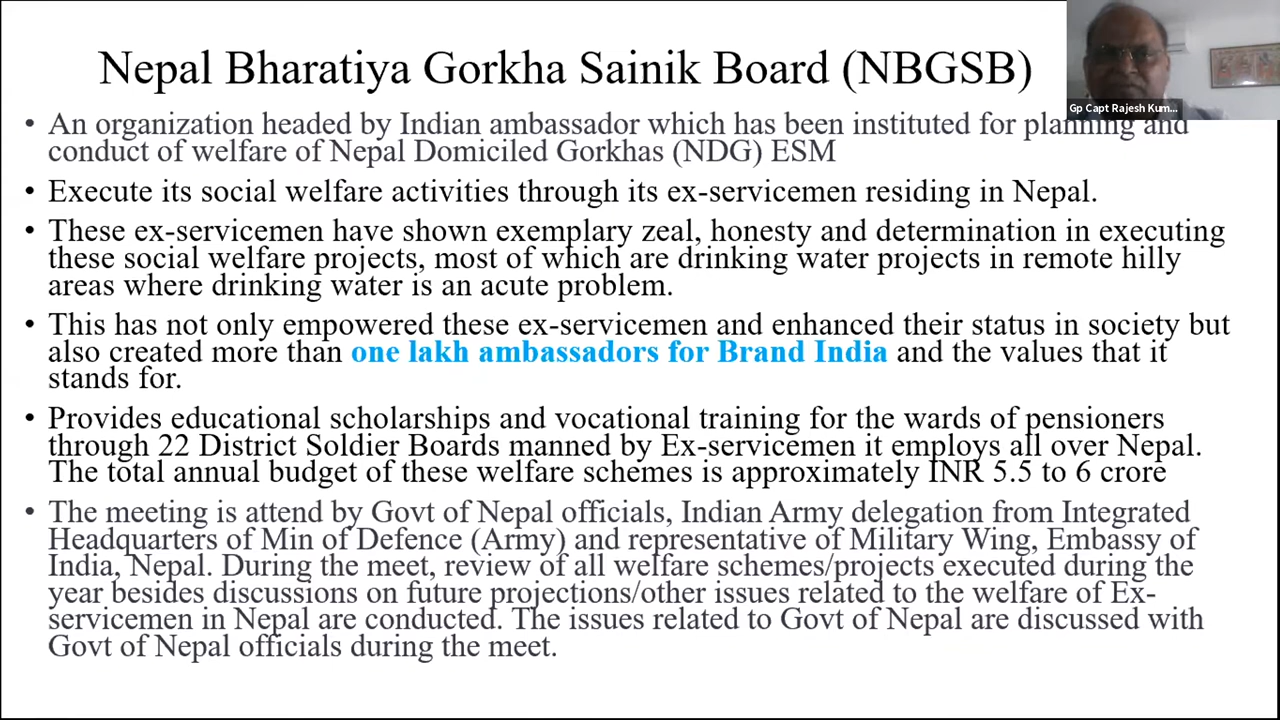 Nepal Bharatiya Gorkha Sainik Board (NBGSB)
Gp Capt Rajesh Kum...
• An organization headed by Indian ambassador which has been instituted for planning and
conduct of welfare of Nepal Domiciled Gorkhas (NDG) ESM
• Execute its social welfare activities through its ex-servicemen residing in Nepal.
• These ex-servicemen have shown exemplary zeal, honesty and determination in executing
these social welfare projects, most of which are drinking water projects in remote hilly
areas where drinking water is an acute problem.
• This has not only empowered these ex-servicemen and enhanced their status in society but
also created more than one lakh ambassadors for Brand India and the values that it
stands for.
• Provides educational scholarships and vocational training for the wards of pensioners
through 22 District Soldier Boards manned by Ex-servicemen it employs all over Nepal.
The total annual budget of these welfare schemes is approximately INR 5.5 to 6 crore
• The meeting is attend by Govt of Nepal officials, Indian Army delegation from Integrated
Headquarters of Min of Defence (Army) and representative of Military Wing, Embassy of
India, Nepal. During the meet, review of all welfare schemes/projects executed during the
year besides discussions on future projections/other issues related to the welfare of Ex-
servicemen in Nepal are conducted. The issues related to Govt of Nepal are discussed with
Govt of Nepal officials during the meet.